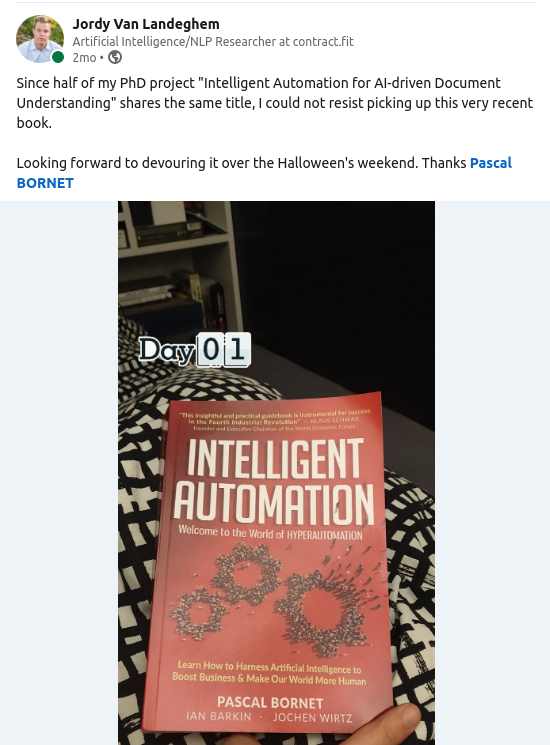 Jordy Van Landeghem
Artificial Intelligence/NLP Researcher at contract.fit
2mo •
Since half of my PhD project "Intelligent Automation for AI-driven Document
Understanding" shares the same title, I could not resist picking up this very recent
book.
Looking forward to devouring it over the Halloween's weekend. Thanks Pascal
BORNET
Day 01
"This insightful and practical guidebook is instrumental for success
in the Fourth Industrial Revolution" – KLAUS SCHWAB
Founder and Executive Chairman of the World Economic Forum
INTELLIGENT
AUTOMATION
Welcome to the World of HYPERAUTOMATION
Learn How to Harness Artificial Intelligence to
Boost Business & Make Our World More Human
PASCAL BORNET
IAN BARKIN · JOCHEN WIRTZ